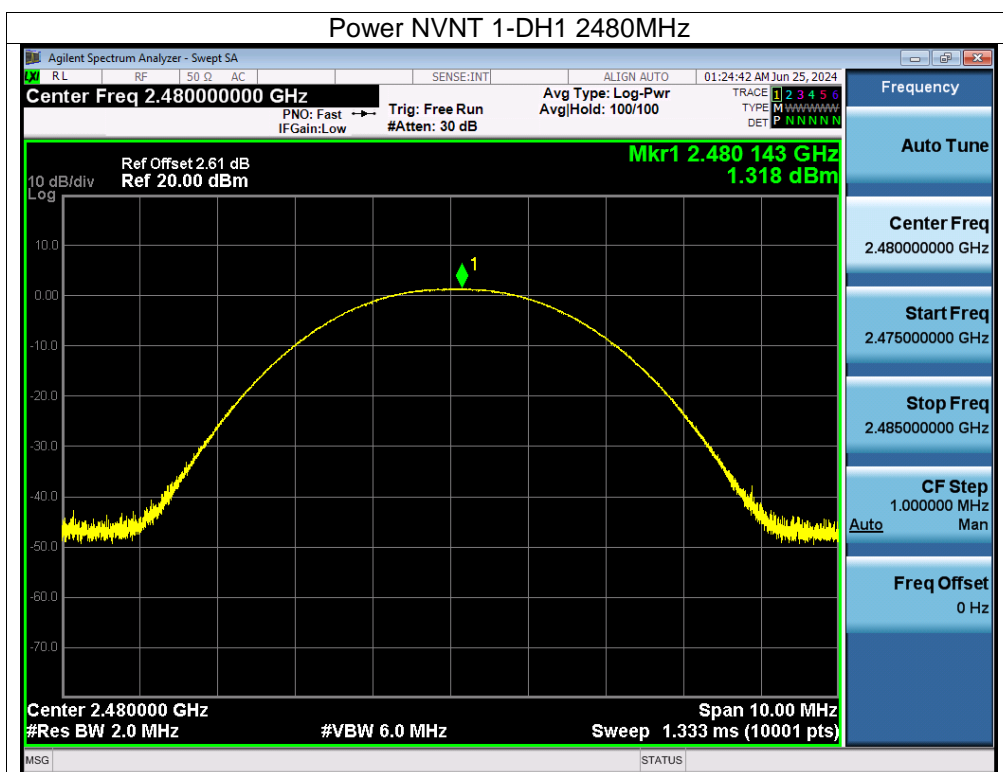 Power NVNT 1-DH1 2480MHz
Agilent Spectrum Analyzer - Swept SA
LXI RL RF 50 Ω AC SENSE:INT ALIGN AUTO 01:24:42 AM Jun 25, 2024
Center Freq 2.480000000 GHz
PNO: Fast
IFGain:Low
Trig: Free Run
#Atten: 30 dB
Avg Type: Log-Pwr
Avg|Hold: 100/100
TRACE 1 2 3 4 5 6
TYPE M WWWWW
DET P N N N N N
Frequency
Auto Tune
Center Freq
2.480000000 GHz
Start Freq
2.475000000 GHz
Stop Freq
2.485000000 GHz
CF Step
1.000000 MHz
Auto Man
Freq Offset
0 Hz
Mkr1 2.480 143 GHz
1.318 dBm
Ref Offset 2.61 dB
10 dB/div Ref 20.00 dBm
Log
10.0
0.00
-10.0
-20.0
-30.0
-40.0
-50.0
-60.0
-70.0
1
Center 2.480000 GHz Span 10.00 MHz
#Res BW 2.0 MHz #VBW 6.0 MHz Sweep 1.333 ms (10001 pts)
MSG STATUS